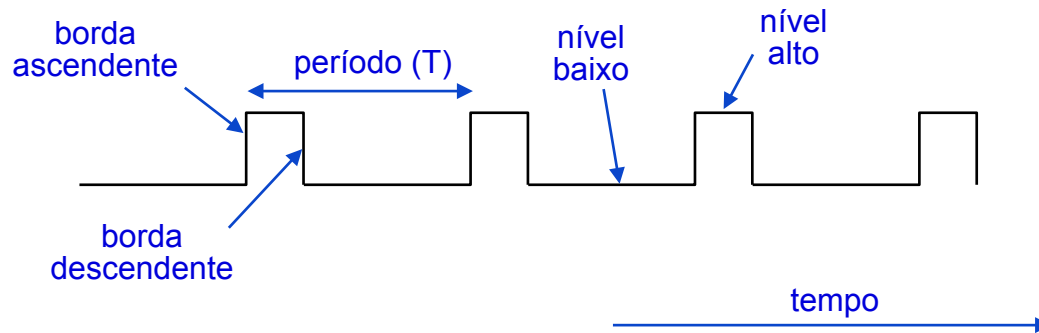 borda
ascendente
período (T)
nível
baixo
nível
alto
borda
descendente
tempo